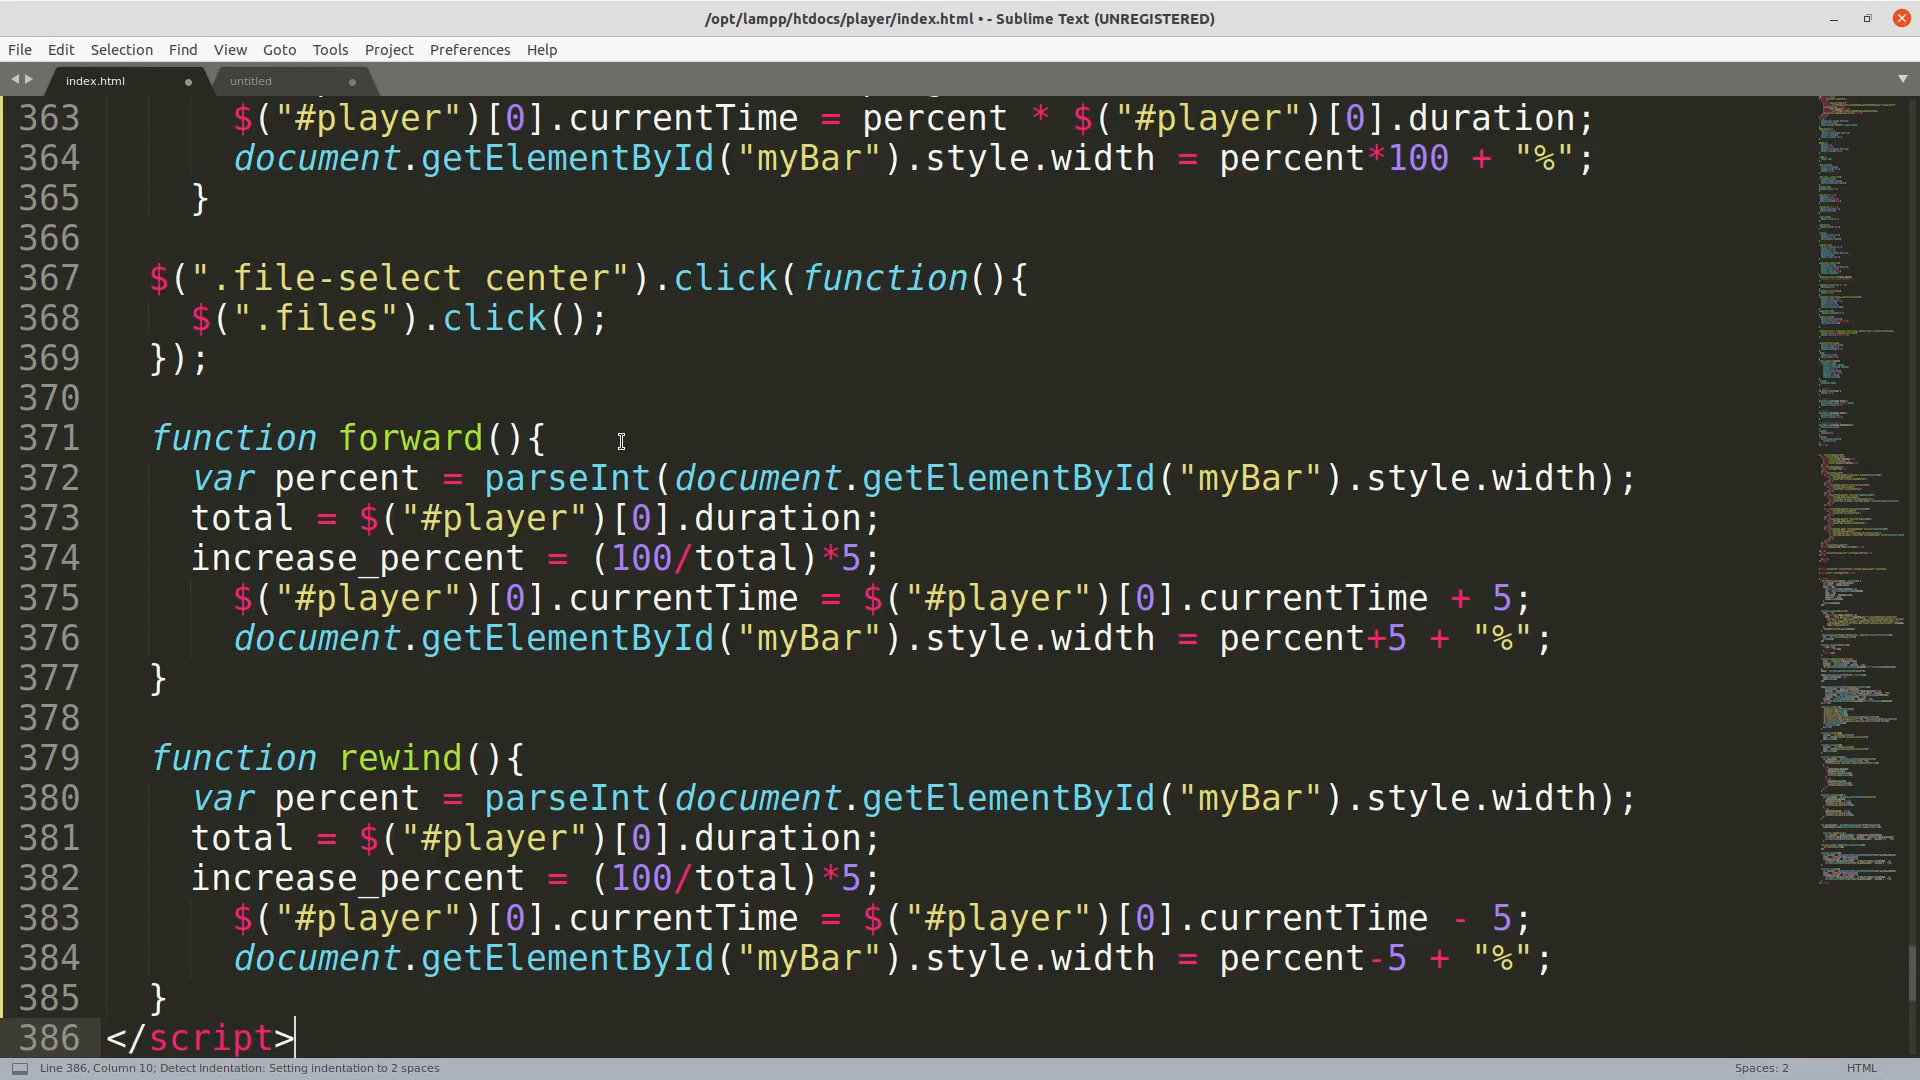 /opt/lampp/htdocs/player/index.html • - Sublime Text (UNREGISTERED)
File Edit Selection Find View Goto Tools Project Preferences Help
index.html untitled
363 $("#player")[0].currentTime = percent * $("#player")[0].duration;
364 document.getElementById("myBar").style.width = percent*100 + "%";
365 }
366
367 $(".file-select center").click(function(){
368 $(".files").click();
369 });
370
371 function forward(){
372 var percent = parseInt(document.getElementById("myBar").style.width);
373 total = $("#player")[0].duration;
374 increase_percent = (100/total)*5;
375 $("#player")[0].currentTime = $("#player")[0].currentTime + 5;
376 document.getElementById("myBar").style.width = percent+5 + "%";
377 }
378
379 function rewind(){
380 var percent = parseInt(document.getElementById("myBar").style.width);
381 total = $("#player")[0].duration;
382 increase_percent = (100/total)*5;
383 $("#player")[0].currentTime = $("#player")[0].currentTime - 5;
384 document.getElementById("myBar").style.width = percent-5 + "%";
385 }
386 </script>
Line 386, Column 10; Detect Indentation: Setting indentation to 2 spaces Spaces: 2 HTML